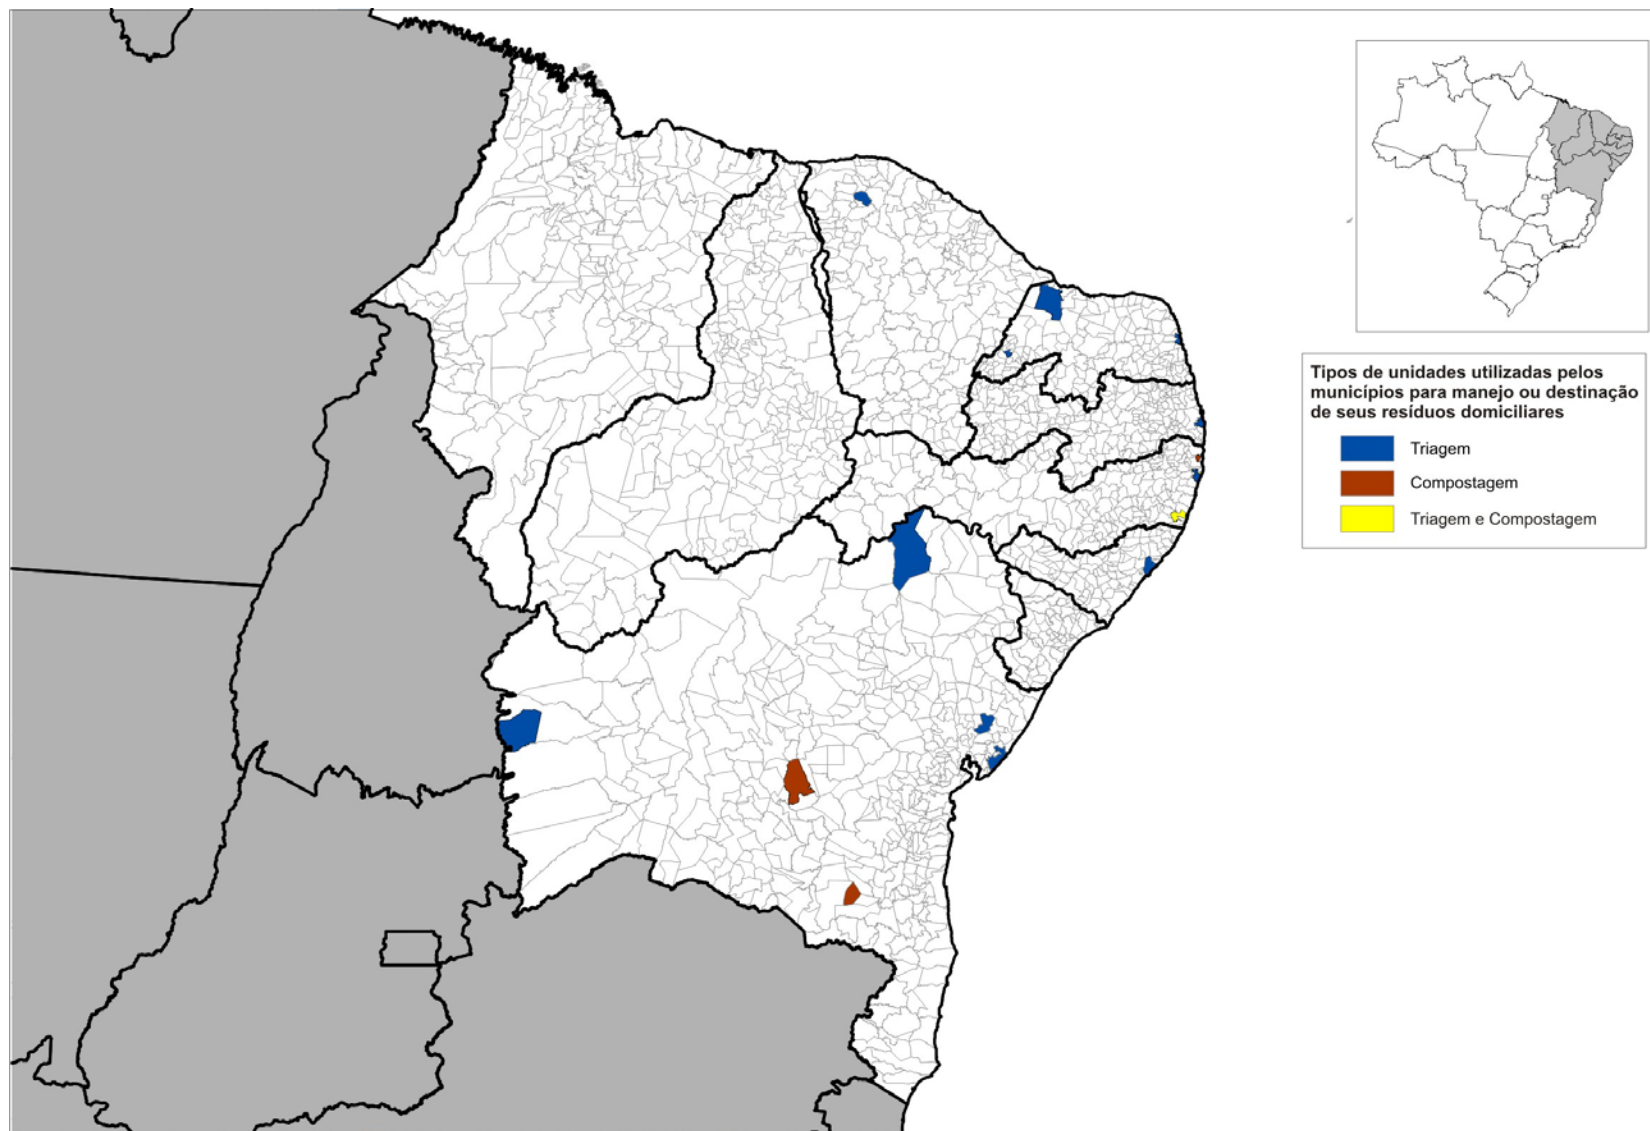 Tipos de unidades utilizadas pelos
municípios para manejo ou destinação
de seus resíduos domiciliares
Triagem
Compostagem
Triagem e Compostagem